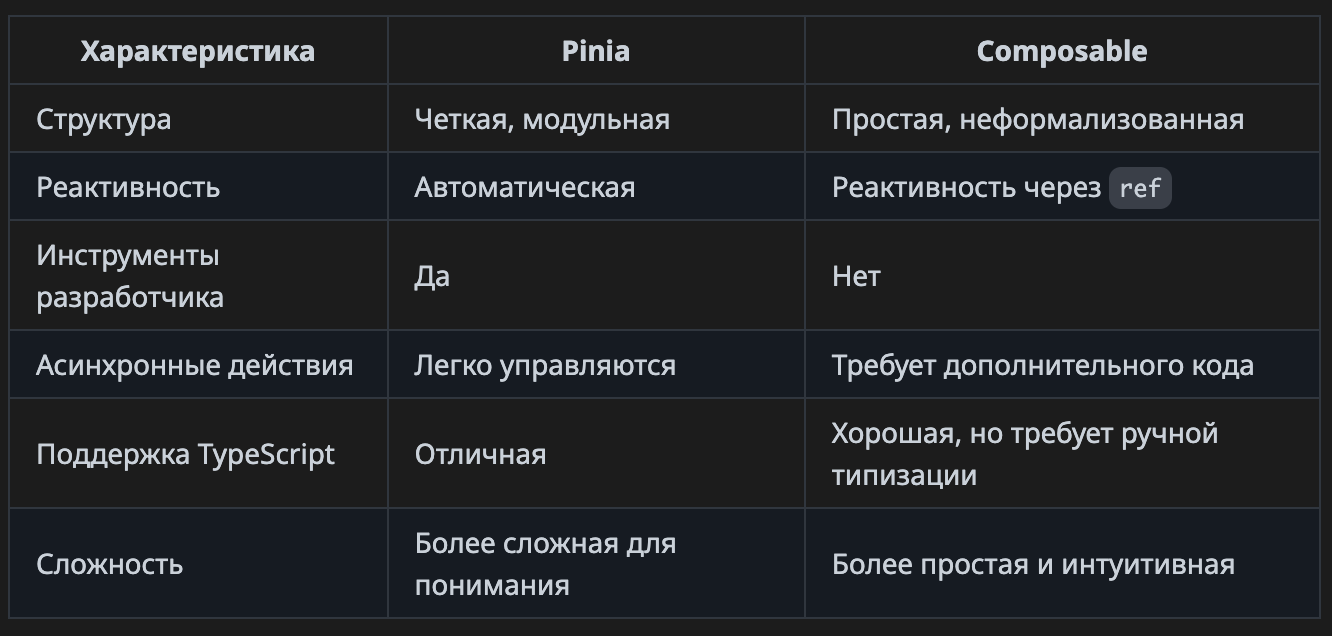 Характеристика
Pinia
Composable
Структура
Четкая, модульная
Простая, неформализованная
Реактивность
Автоматическая
Реактивность через ref
Инструменты
разработчика
Да
Нет
Асинхронные действия
Легко управляются
Требует дополнительного кода
Поддержка TypeScript
Отличная
Хорошая, но требует ручной
типизации
Сложность
Более сложная для
понимания
Более простая и интуитивная